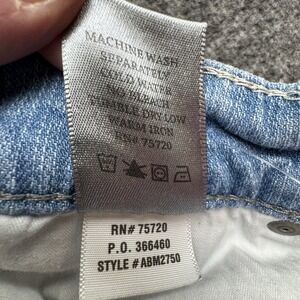 MACHINE WASH
SEPARATELY
COLD WATER
NO BLEACH
TUMBLE DRY LOW
WARM IRON
RN# 75720
RN# 75720
P.O. 366460
STYLE # ABM2750